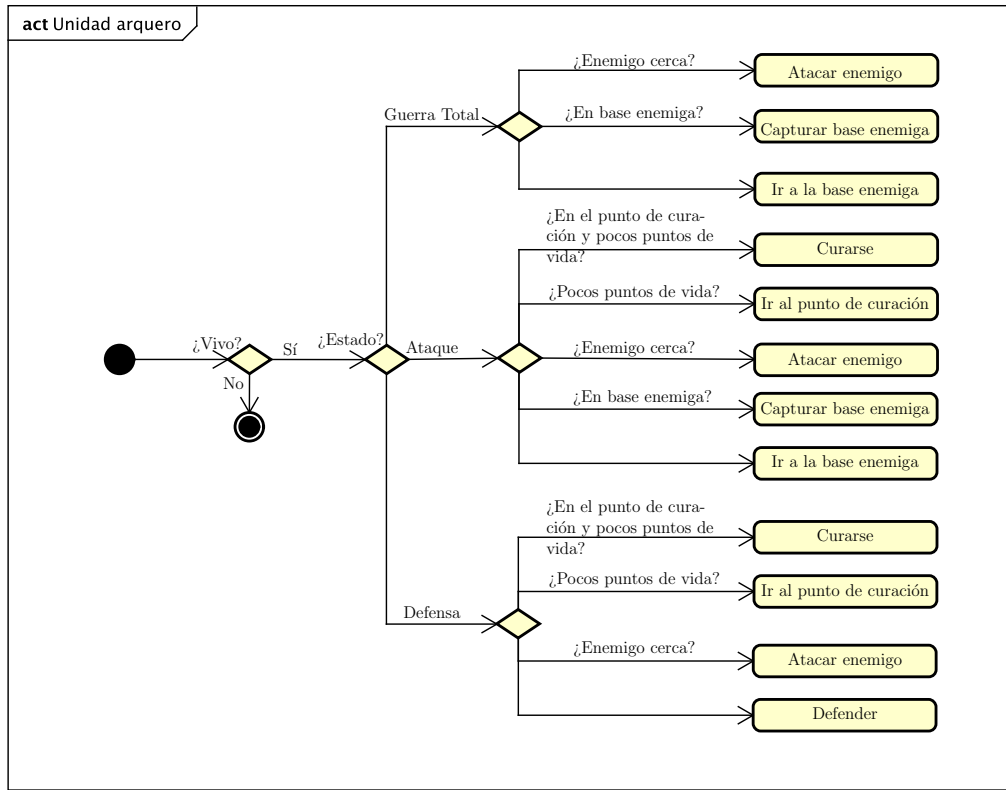 act Unidad arquero
¿Enemigo cerca?
Atacar enemigo
Guerra Total
¿En base enemiga?
Capturar base enemiga
Ir a la base enemiga
¿En el punto de cura-
ción y pocos puntos de
vida?
Curarse
¿Pocos puntos de vida?
Ir al punto de curación
¿Vivo?
Sí
¿Estado?
Ataque
¿Enemigo cerca?
Atacar enemigo
No
¿En base enemiga?
Capturar base enemiga
Ir a la base enemiga
¿En el punto de cura-
ción y pocos puntos de
vida?
Curarse
¿Pocos puntos de vida?
Ir al punto de curación
Defensa
¿Enemigo cerca?
Atacar enemigo
Defender